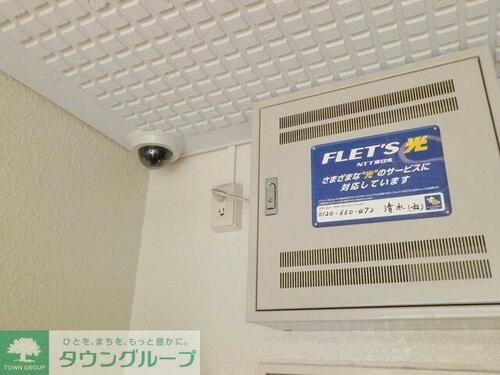 FLET'S光
NTT東日本
さまざまな"光"のサービスに
対応しています
0120-660-472 清水
ひとを、まちを、もっと豊かに。
タウングループ
TOWN GROUP